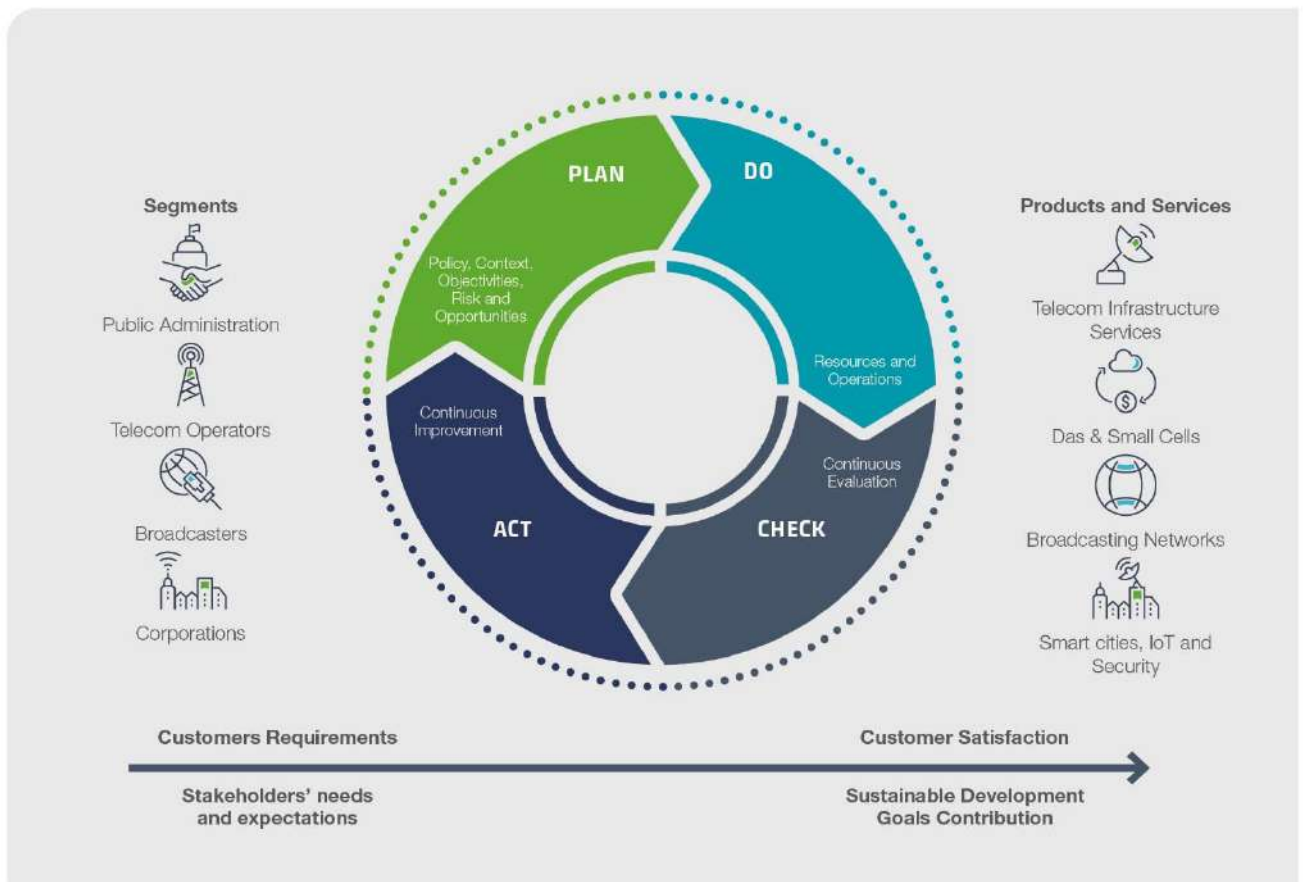 Segments
Public Administration
Telecom Operators
Broadcasters
Corporations
PLAN
Policy, Context,
Objectivities,
Risk and
Opportunities
DO
Resources and
Operations
CHECK
Continuous
Evaluation
ACT
Continuous
Improvement
Products and Services
Telecom Infrastructure
Services
$
Das & Small Cells
Broadcasting Networks
Smart cities, IoT and
Security
Customers Requirements
Customer Satisfaction
Stakeholders' needs
and expectations
Sustainable Development
Goals Contribution